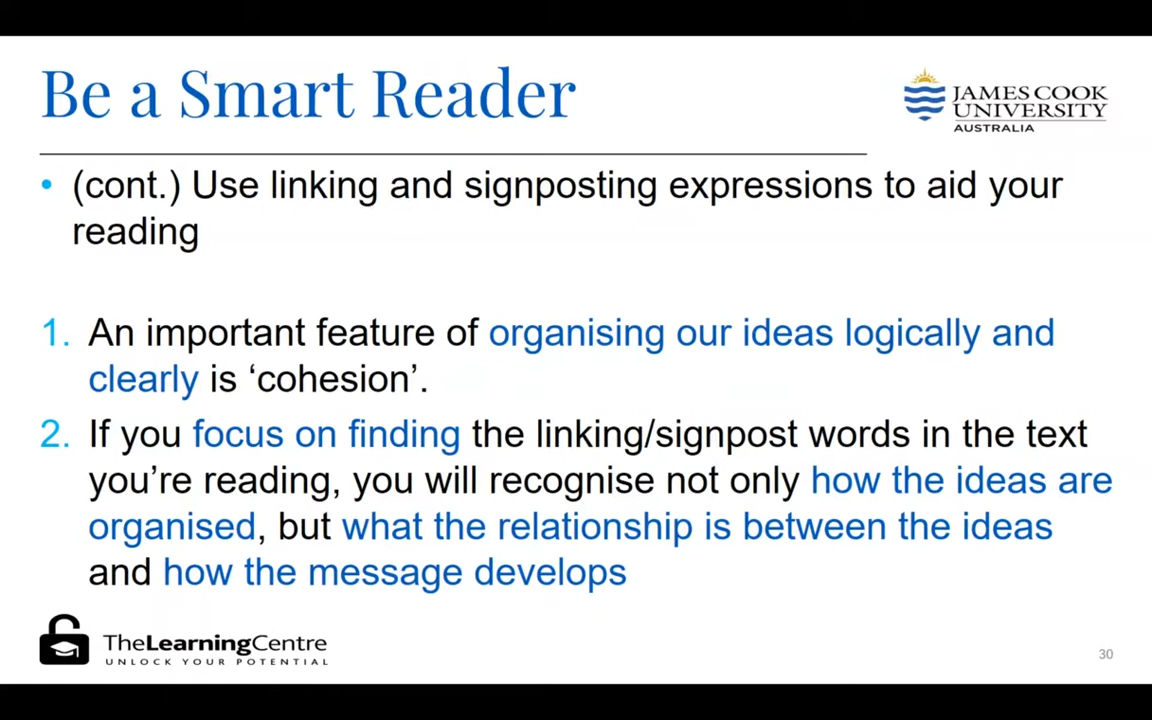 Be a Smart Reader
JAMES COOK
UNIVERSITY
AUSTRALIA
• (cont.) Use linking and signposting expressions to aid your
reading
1. An important feature of organising our ideas logically and
clearly is ‘cohesion’.
2. If you focus on finding the linking/signpost words in the text
you’re reading, you will recognise not only how the ideas are
organised, but what the relationship is between the ideas
and how the message develops
TheLearningCentre
UNLOCK YOUR POTENTIAL
30